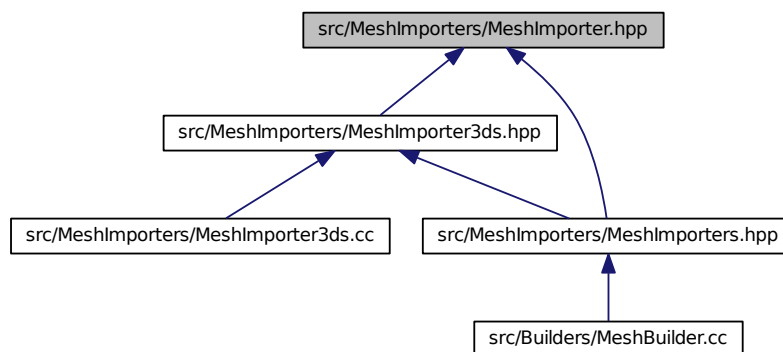 src/MeshImporters/MeshImporter.hpp
src/MeshImporters/MeshImporter3ds.hpp
src/MeshImporters/MeshImporter3ds.cc
src/MeshImporters/MeshImporters.hpp
src/Builders/MeshBuilder.cc